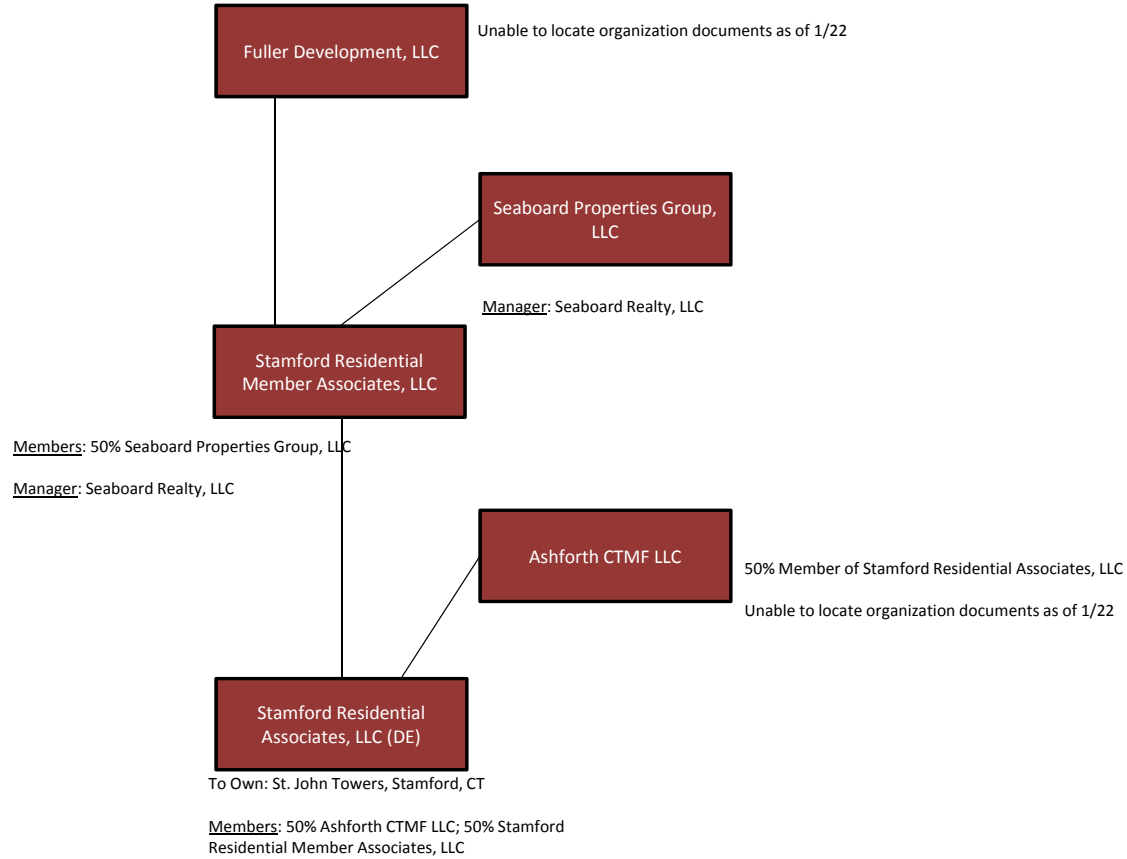 Fuller Development, LLC
Unable to locate organization documents as of 1/22
Seaboard Properties Group,
LLC
Manager: Seaboard Realty, LLC
Stamford Residential
Member Associates, LLC
Members: 50% Seaboard Properties Group, LLC
Manager: Seaboard Realty, LLC
Ashforth CTMF LLC
50% Member of Stamford Residential Associates, LLC
Unable to locate organization documents as of 1/22
Stamford Residential
Associates, LLC (DE)
To Own: St. John Towers, Stamford, CT
Members: 50% Ashforth CTMF LLC; 50% Stamford
Residential Member Associates, LLC